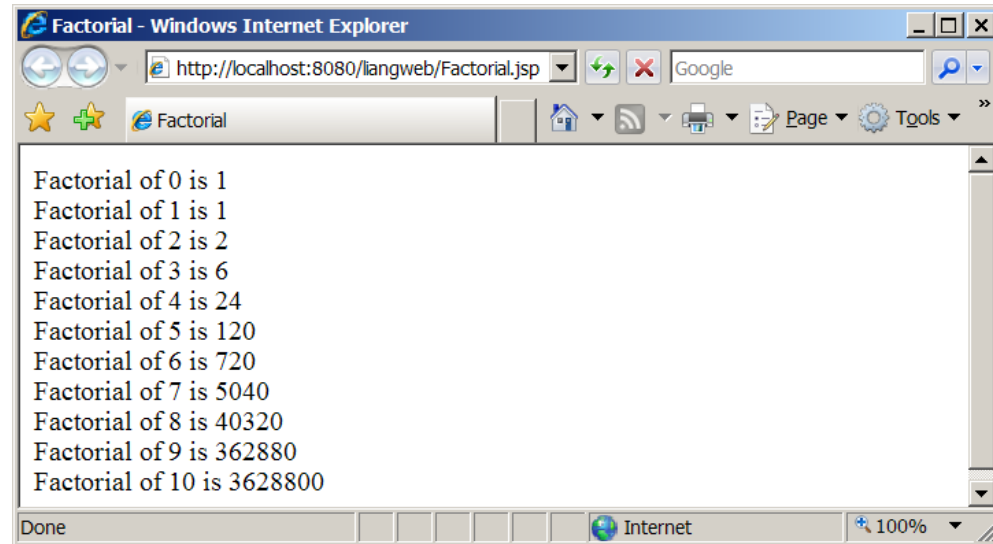 Factorial - Windows Internet Explorer
http://localhost:8080/liangweb/Factorial.jsp
Google
Factorial
Page
Tools
»
Factorial of 0 is 1
Factorial of 1 is 1
Factorial of 2 is 2
Factorial of 3 is 6
Factorial of 4 is 24
Factorial of 5 is 120
Factorial of 6 is 720
Factorial of 7 is 5040
Factorial of 8 is 40320
Factorial of 9 is 362880
Factorial of 10 is 3628800
Done
Internet
100%